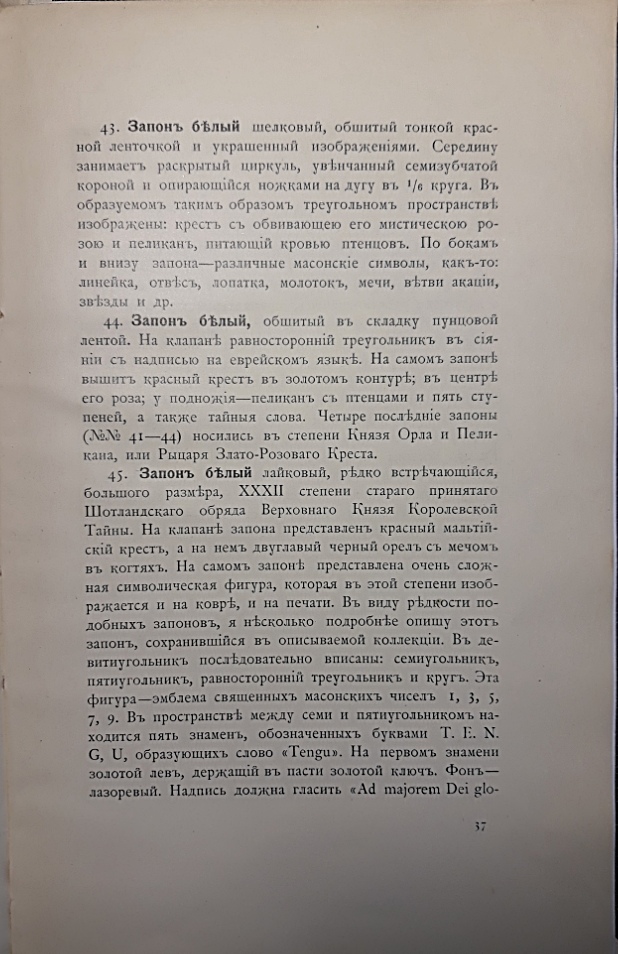 43. Запонъ бѣлый шелковый, обшитый тонкой крас-
ной ленточкой и украшенный изображеніями. Середину
занимаетъ раскрытый циркуль, увѣнчанный семизубчатой
короной и опирающійся ножками на дугу въ 1/6 круга. Въ
образуемомъ такимъ образомъ треугольномъ пространствѣ
изображены: крестъ съ обвивающею его мистическою ро-
зою и пеликанъ, питающій кровью птенцовъ. По бокамъ
и внизу запона—различные масонскіе символы, какъ-то:
линейка, отвѣсъ, лопатка, молотокъ, мечи, вѣтви акаціи,
звѣзды и др.
44. Запонъ бѣлый, обшитый въ складку пунцовой
лентой. На клапанѣ равносторонній треугольникъ въ сія-
ніи съ надписью на еврейскомъ языкѣ. На самомъ запонѣ
вышитъ красный крестъ въ золотомъ контурѣ; въ центрѣ
его роза; у подножія—пеликанъ съ птенцами и пять сту-
пеней, а также тайныя слова. Четыре послѣдніе запоны
(№№ 41—44) носились въ степени Князя Орла и Пели-
кана, или Рыцаря Злато-Розоваго Креста.
45. Запонъ бѣлый лайковый, рѣдко встрѣчающійся,
большого размѣра, XXXII степени стараго принятаго
Шотландскаго обряда Верховнаго Князя Королевской
Тайны. На клапанѣ запона представленъ красный мальтій-
скій крестъ, а на немъ двуглавый черный орелъ съ мечомъ
въ когтяхъ. На самомъ запонѣ представлена очень слож-
ная символическая фигура, которая въ этой степени изоб-
ражается и на коврѣ, и на печати. Въ виду рѣдкости по-
добныхъ запоновъ, я нѣсколько подробнѣе опишу этотъ
запонъ, сохранившійся въ описываемой коллекціи. Въ де-
витиугольникъ послѣдовательно вписаны: семиугольникъ,
пятиугольникъ, равносторонній треугольникъ и кругъ. Эта
фигура—эмблема священныхъ масонскихъ чиселъ 1, 3, 5,
7, 9. Въ пространствѣ между семи и пятиугольникомъ на-
ходится пять знаменъ, обозначенныхъ буквами T. E. N.
G, U, образующихъ слово «Tengu». На первомъ знамени
золотой левъ, держащій въ пасти золотой ключъ. Фонъ—
лазоревый. Надпись должна гласить «Ad majorem Dei glo-
37